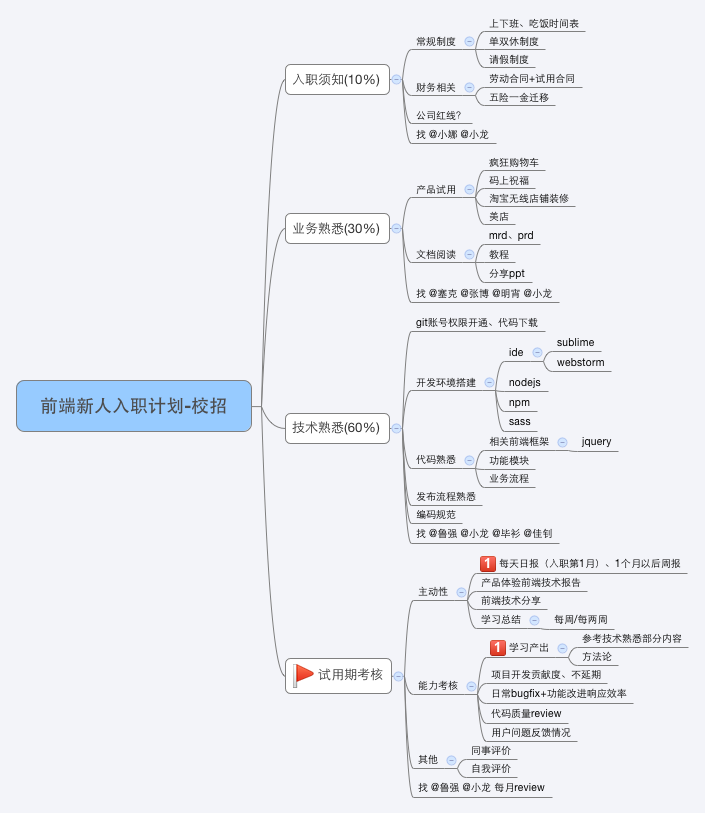 前端新人入职计划-校招
入职须知(10%)
常规制度
上下班、吃饭时间表
单双休制度
请假制度
财务相关
劳动合同+试用合同
五险一金迁移
公司红线?
找 @小娜 @小龙
业务熟悉(30%)
产品试用
疯狂购物车
码上祝福
淘宝无线店铺装修
美店
文档阅读
mrd、prd
教程
分享ppt
找 @塞克 @张博 @明宵 @小龙
技术熟悉(60%)
git账号权限开通、代码下载
开发环境搭建
ide
sublime
webstorm
nodejs
npm
sass
代码熟悉
相关前端框架
jquery
功能模块
业务流程
发布流程熟悉
编码规范
找 @鲁强 @小龙 @毕衫 @佳钊
试用期考核
主动性
1 每天日报（入职第1月）、1个月以后周报
产品体验前端技术报告
前端技术分享
学习总结
每周/每两周
能力考核
1 学习产出
参考技术熟悉部分内容
方法论
项目开发贡献度、不延期
日常bugfix+功能改进响应效率
代码质量review
用户问题反馈情况
其他
同事评价
自我评价
找 @鲁强 @小龙 每月review